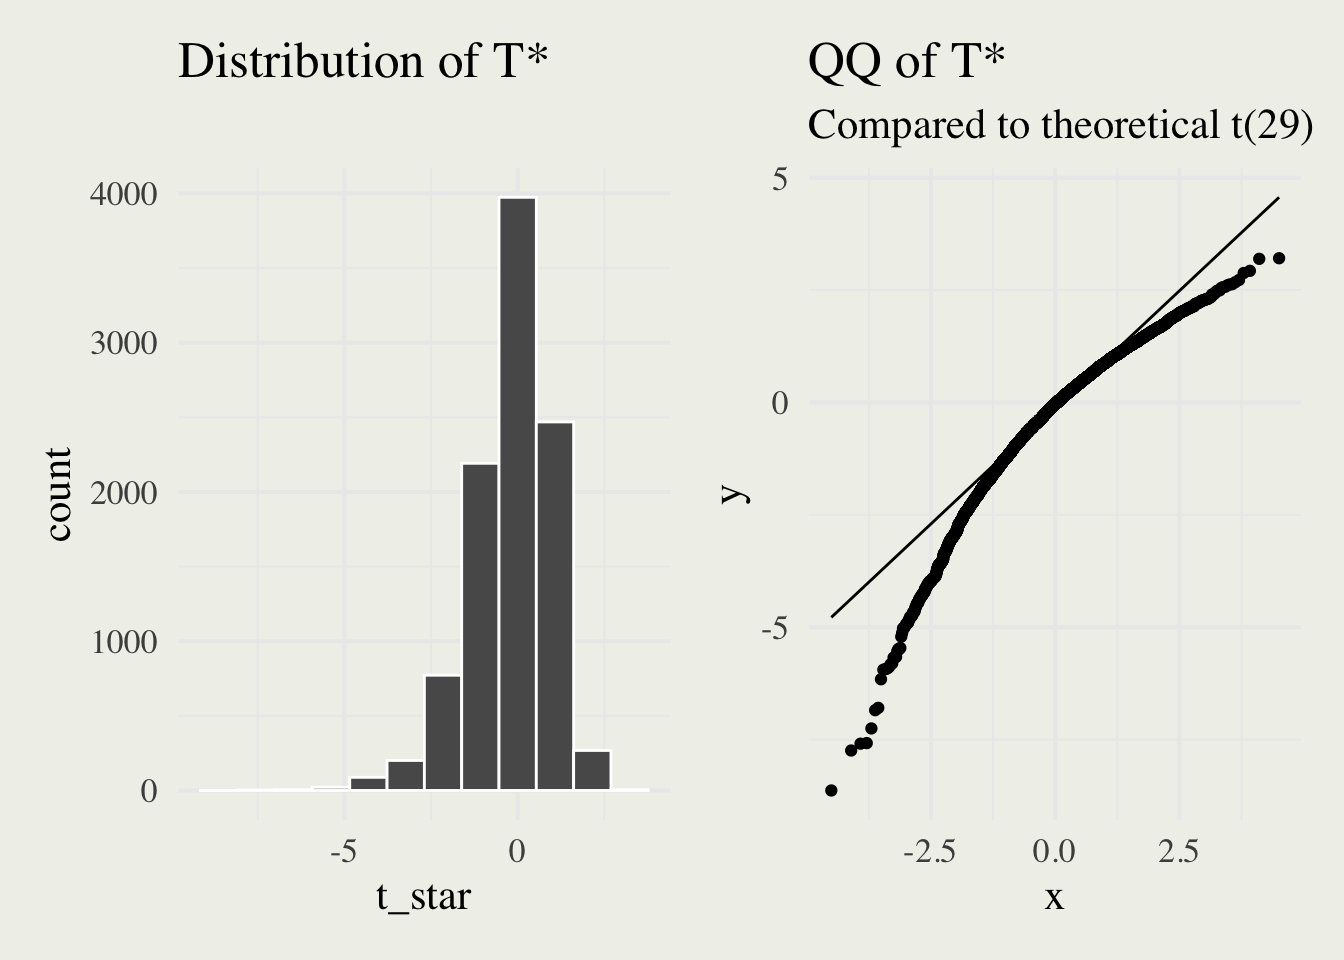 Distribution of T*
4000
3000
2000
1000
0
count
-5
0
t_star
QQ of T*
Compared to theoretical t(29)
5
0
-5
y
-2.5
0.0
2.5
x